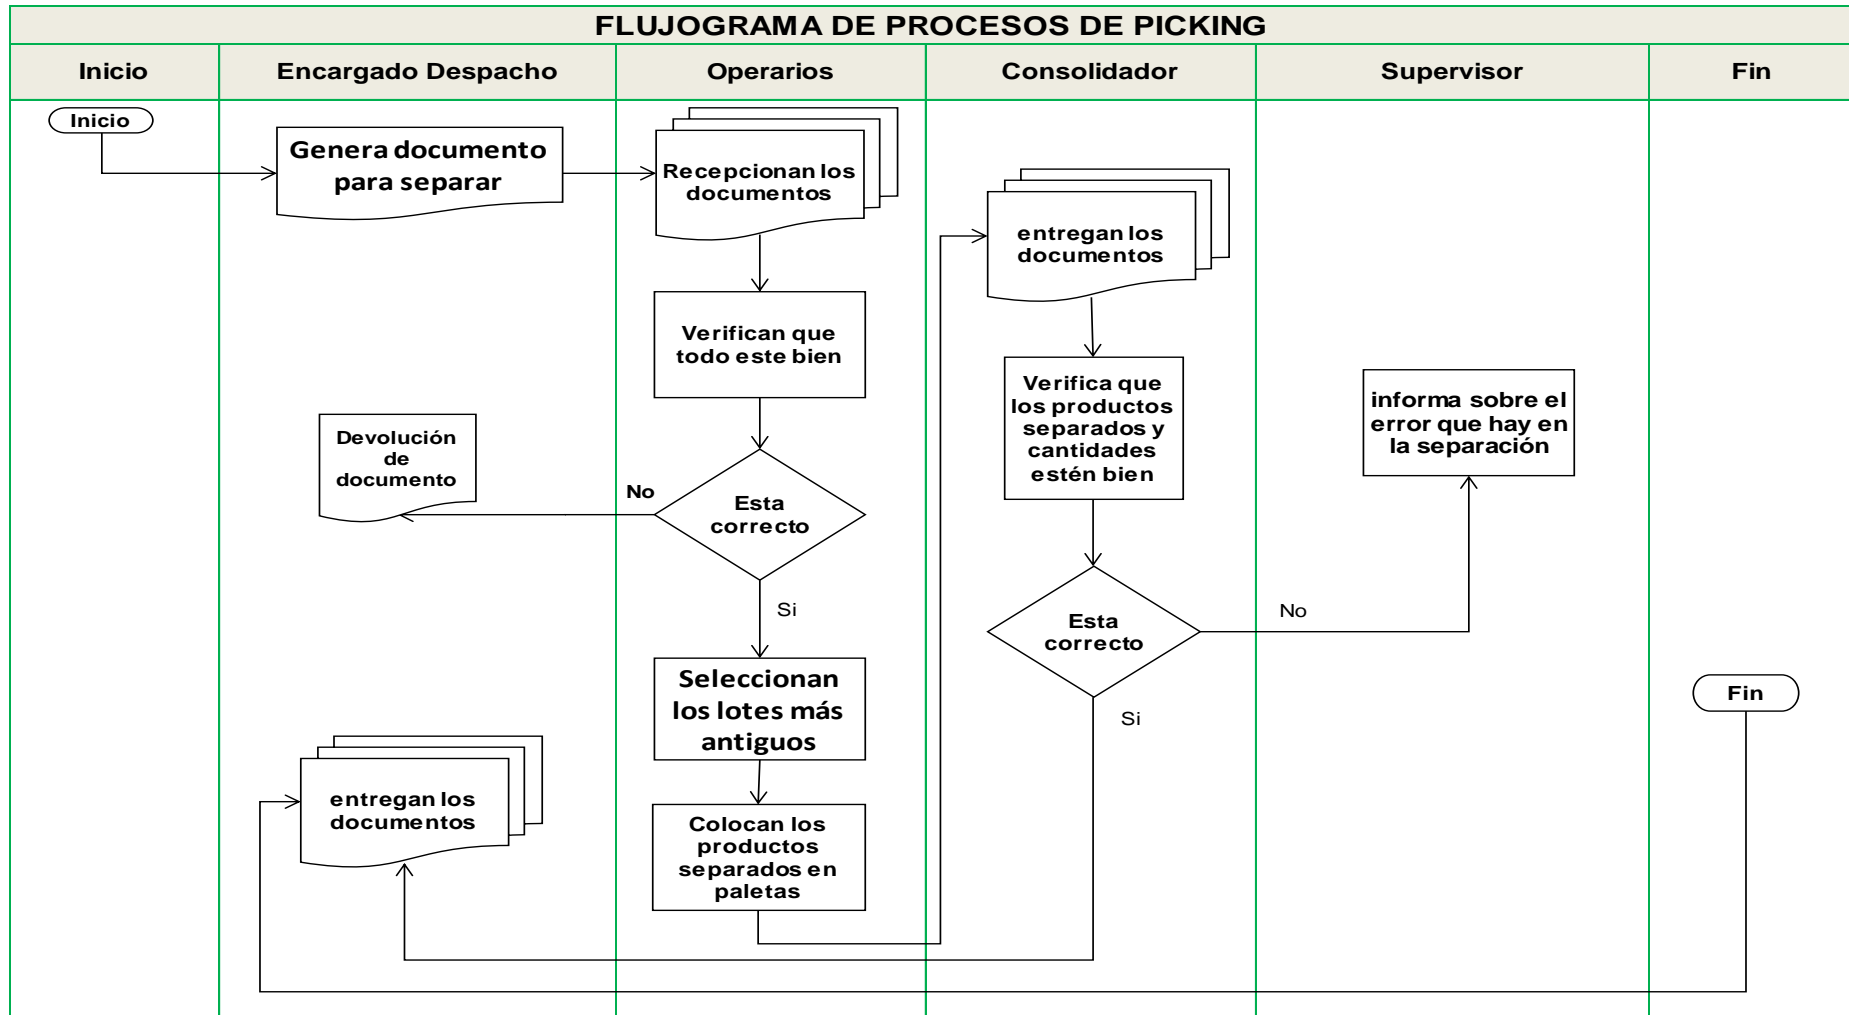 FLUJOGRAMA DE PROCESOS DE PICKING
Inicio
Encargado Despacho
Operarios
Consolidador
Supervisor
Fin
Inicio
Genera documento
para separar
Recepcionan los
documentos
entregan los
documentos
Verifican que
todo este bien
Verifica que
los productos
separados y
cantidades
estén bien
informa sobre el
error que hay en
la separación
Devolución
de
documento
No
Esta
correcto
Si
Esta
correcto
No
Si
Seleccionan
los lotes más
antiguos
Fin
entregan los
documentos
Colocan los
productos
separados en
paletas